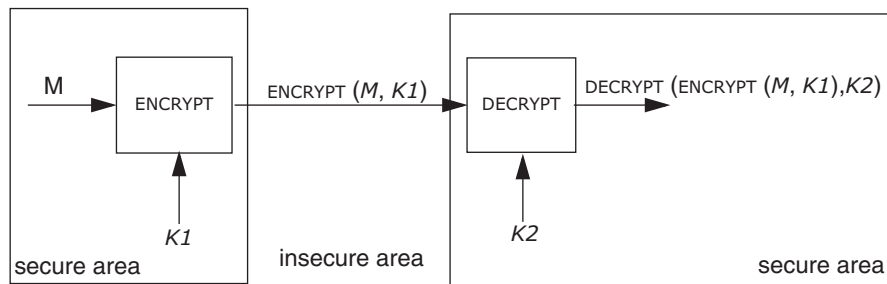 M
ENCRYPT
ENCRYPT (M, K1)
DECRYPT
DECRYPT (ENCRYPT (M, K1),K2)
K1
K2
secure area
insecure area
secure area